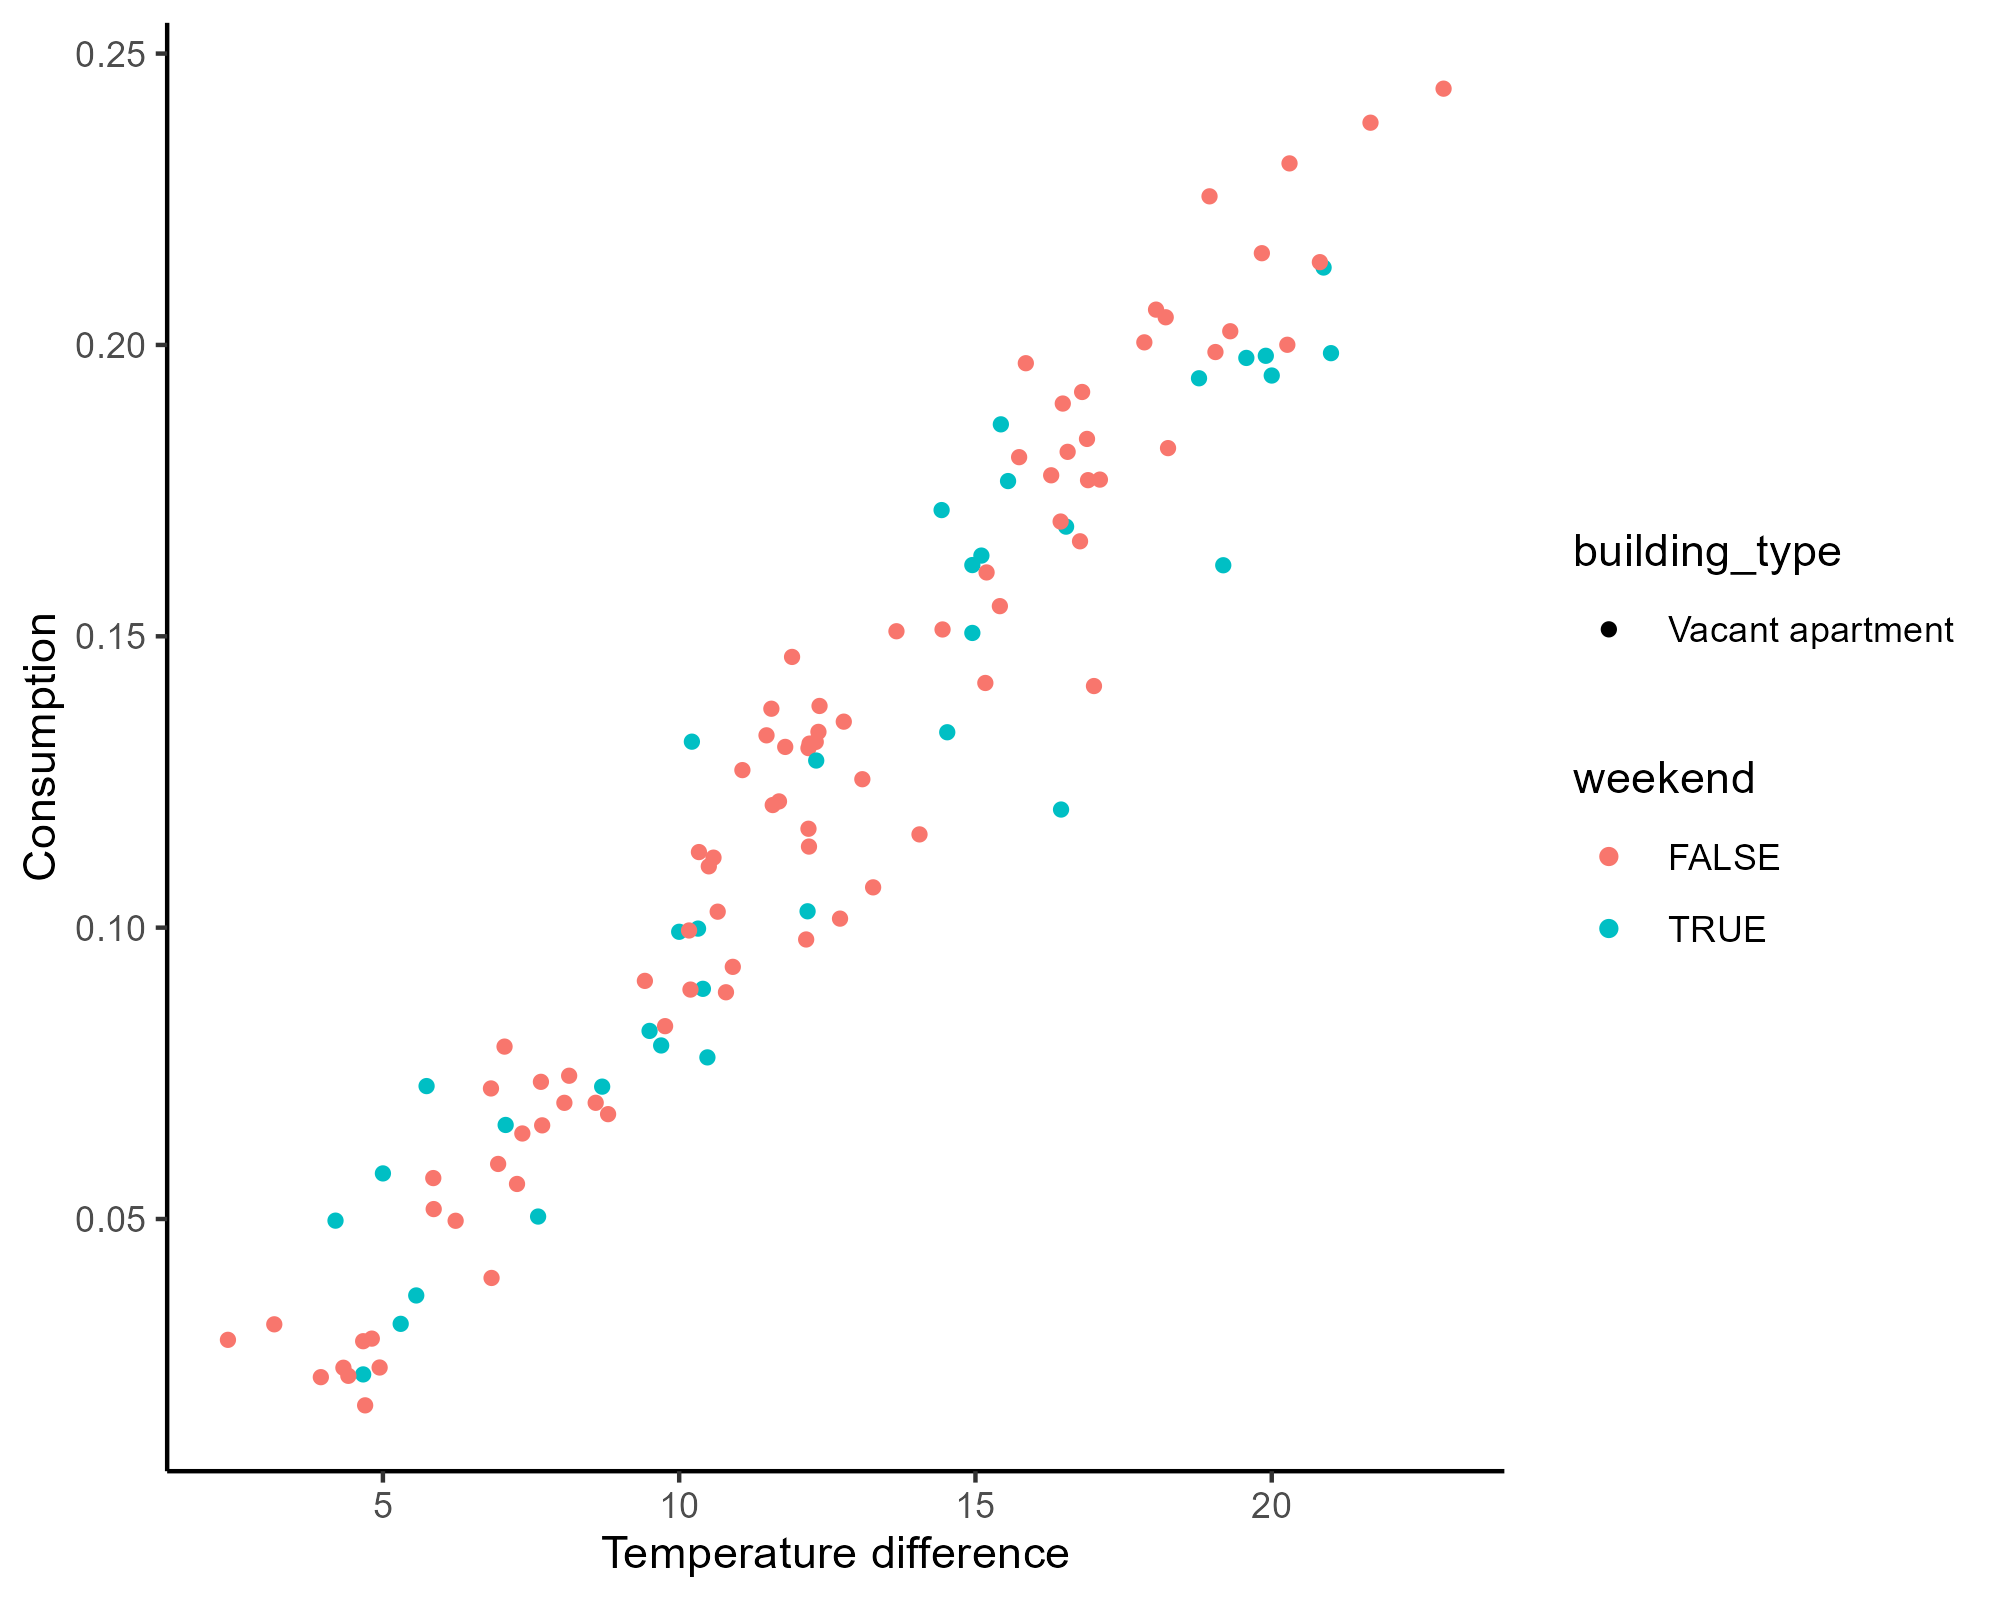 0.25
0.20
0.15
0.10
0.05
Consumption
5 10 15 20
Temperature difference
building_type
Vacant apartment
weekend
FALSE
TRUE